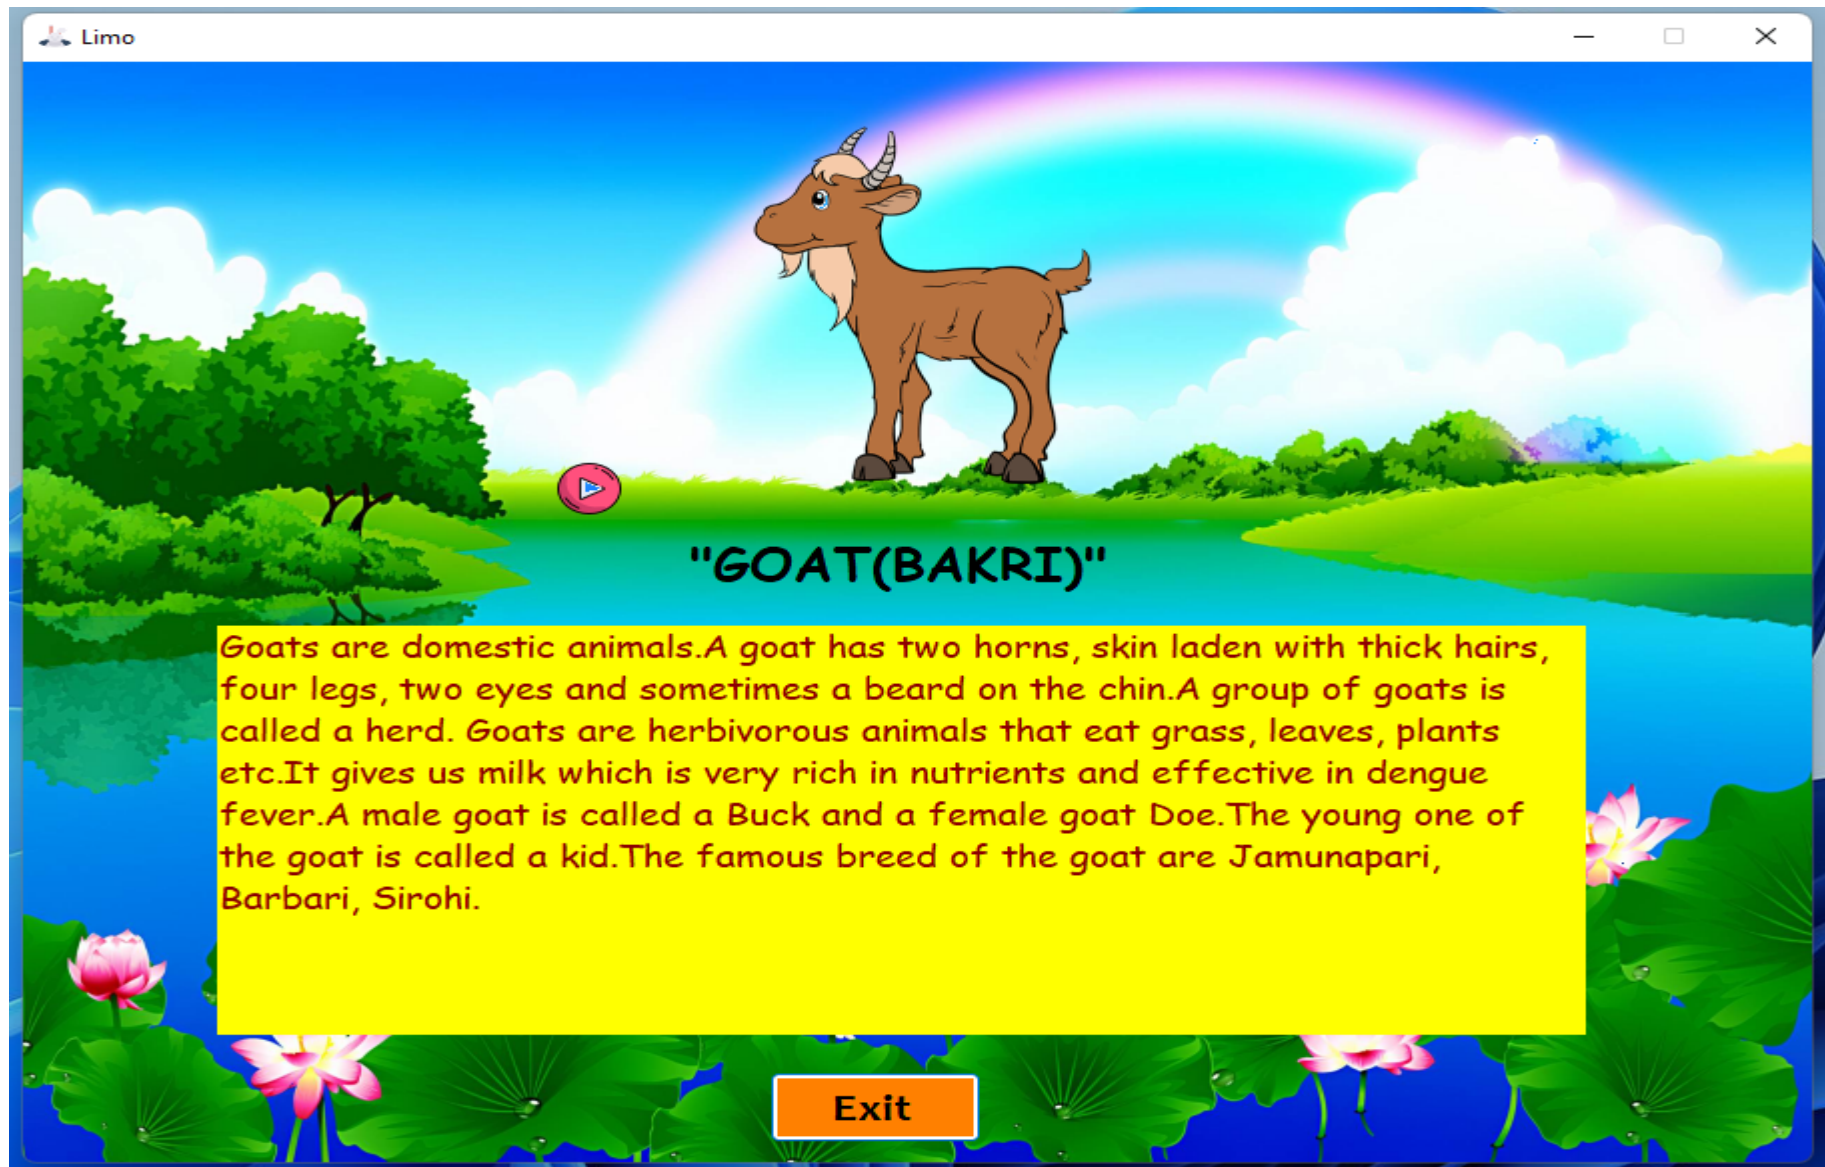 Limo
"GOAT(BAKRI)"
Goats are domestic animals.A goat has two horns, skin laden with thick hairs,
four legs, two eyes and sometimes a beard on the chin.A group of goats is
called a herd. Goats are herbivorous animals that eat grass, leaves, plants
etc.It gives us milk which is very rich in nutrients and effective in dengue
fever.A male goat is called a Buck and a female goat Doe.The young one of
the goat is called a kid.The famous breed of the goat are Jamunapari,
Barbari, Sirohi.
Exit